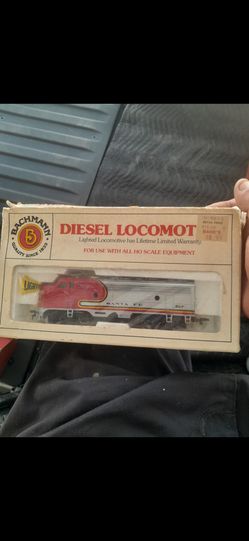 BACHMANN
QUALITY SINCE 1833
DIESEL LOCOMOT
Lighted Locomotive has Lifetime Limited Warranty.
FOR USE WITH ALL HO SCALE EQUIPMENT
SANTA FE